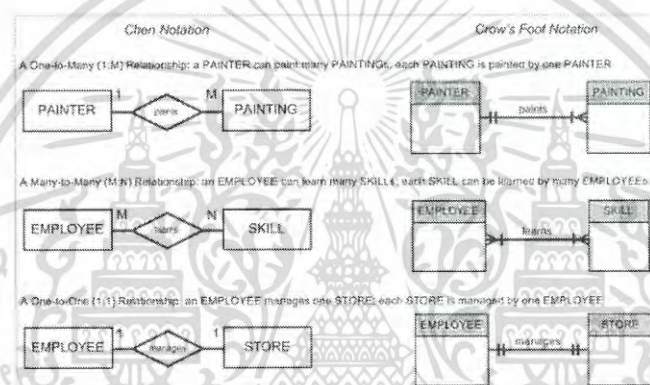 Chen Notation
Crow's Foot Notation
A One-to-Many (1:M) Relationship: a PAINTER can paint many PAINTINGs; each PAINTING is painted by one PAINTER
PAINTER 1 paints M PAINTING
PAINTER paints PAINTING
A Many-to-Many (M:N) Relationship: an EMPLOYEE can learn many SKILLs; each SKILL can be learned by many EMPLOYEEs
EMPLOYEE M learns N SKILL
EMPLOYEE learns SKILL
A One-to-One (1:1) Relationship: an EMPLOYEE manages one STORE; each STORE is managed by one EMPLOYEE
EMPLOYEE 1 manages 1 STORE
EMPLOYEE manages STORE